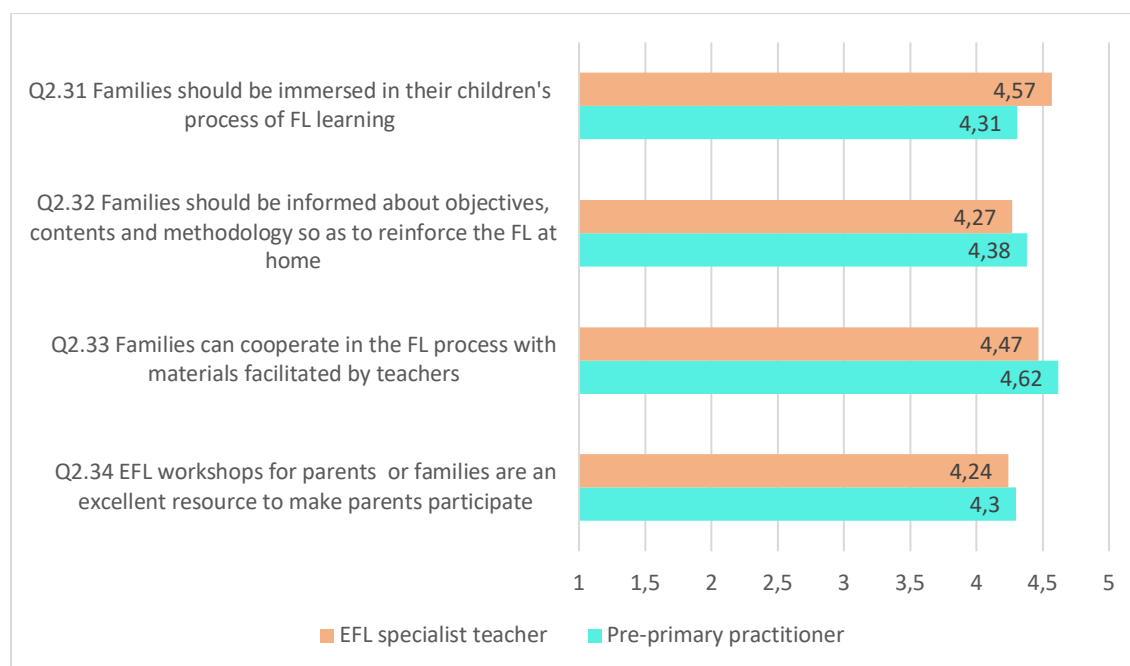 Q2.31 Families should be immersed in their children's
process of FL learning
4,57
4,31
Q2.32 Families should be informed about objectives,
contents and methodology so as to reinforce the FL at
home
4,27
4,38
Q2.33 Families can cooperate in the FL process with
materials facilitated by teachers
4,47
4,62
Q2.34 EFL workshops for parents or families are an
excellent resource to make parents participate
4,24
4,3
1 1,5 2 2,5 3 3,5 4 4,5 5
EFL specialist teacher Pre-primary practitioner